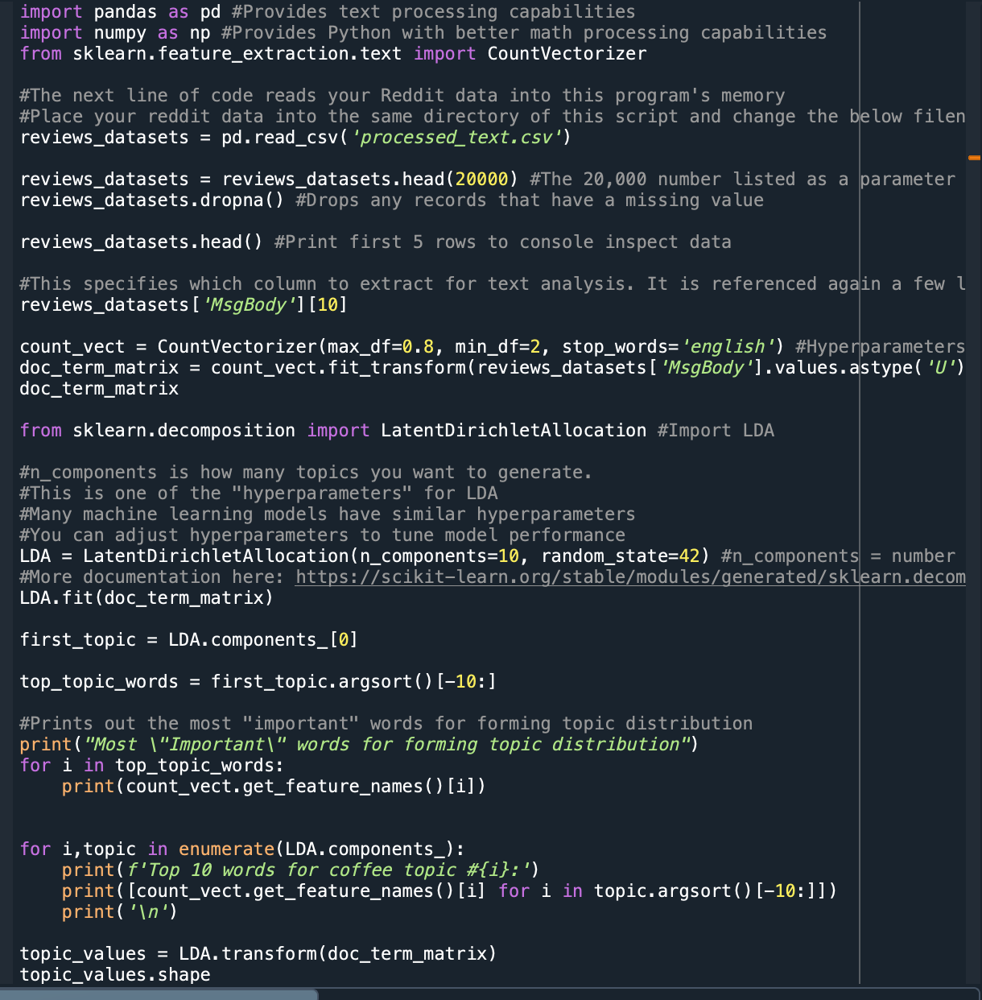 import pandas as pd #Provides text processing capabilities
import numpy as np #Provides Python with better math processing capabilities
from sklearn.feature_extraction.text import CountVectorizer
#The next line of code reads your Reddit data into this program's memory
#Place your reddit data into the same directory of this script and change the below filen
reviews_datasets = pd.read_csv('processed_text.csv')
reviews_datasets = reviews_datasets.head(20000) #The 20,000 number listed as a parameter
reviews_datasets.dropna() #Drops any records that have a missing value
reviews_datasets.head() #Print first 5 rows to console inspect data
#This specifies which column to extract for text analysis. It is referenced again a few l
reviews_datasets['MsgBody'][10]
count_vect = CountVectorizer(max_df=0.8, min_df=2, stop_words='english') #Hyperparameters
doc_term_matrix = count_vect.fit_transform(reviews_datasets['MsgBody'].values.astype('U')
doc_term_matrix
from sklearn.decomposition import LatentDirichletAllocation #Import LDA
#n_components is how many topics you want to generate.
#This is one of the "hyperparameters" for LDA
#Many machine learning models have similar hyperparameters
#You can adjust hyperparameters to tune model performance
LDA = LatentDirichletAllocation(n_components=10, random_state=42) #n_components = number
#More documentation here: https://scikit-learn.org/stable/modules/generated/sklearn.decom
LDA.fit(doc_term_matrix)
first_topic = LDA.components_[0]
top_topic_words = first_topic.argsort()[-10:]
#Prints out the most "important" words for forming topic distribution
print("Most \"Important\" words for forming topic distribution")
for i in top_topic_words:
    print(count_vect.get_feature_names()[i])
for i,topic in enumerate(LDA.components_):
    print(f'Top 10 words for coffee topic #{i}:')
    print([count_vect.get_feature_names()[i] for i in topic.argsort()[-10:]])
    print('\n')
topic_values = LDA.transform(doc_term_matrix)
topic_values.shape